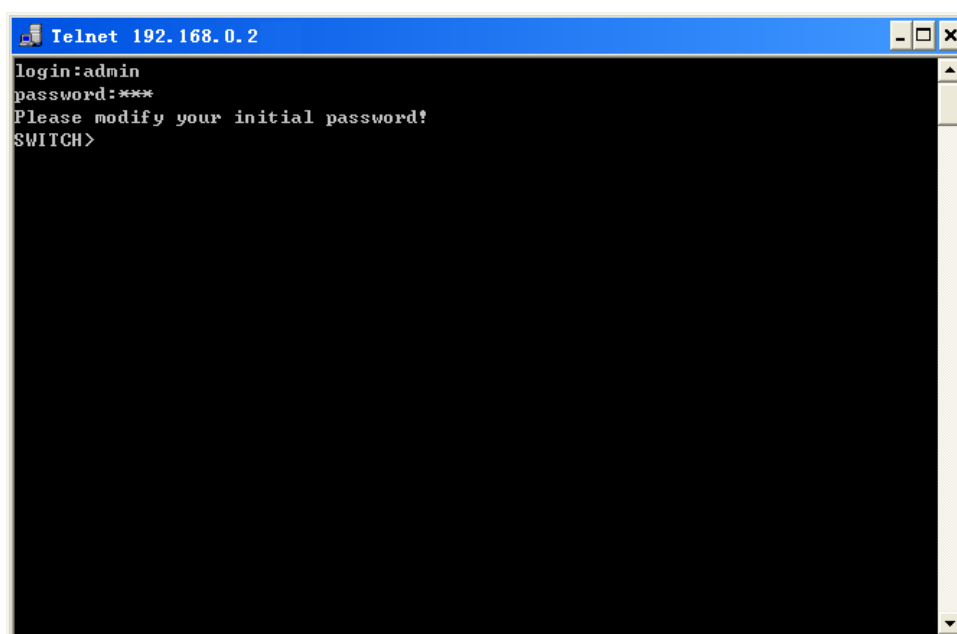 Telnet 192.168.0.2
login:admin
password:***
Please modify your initial password!
SWITCH>